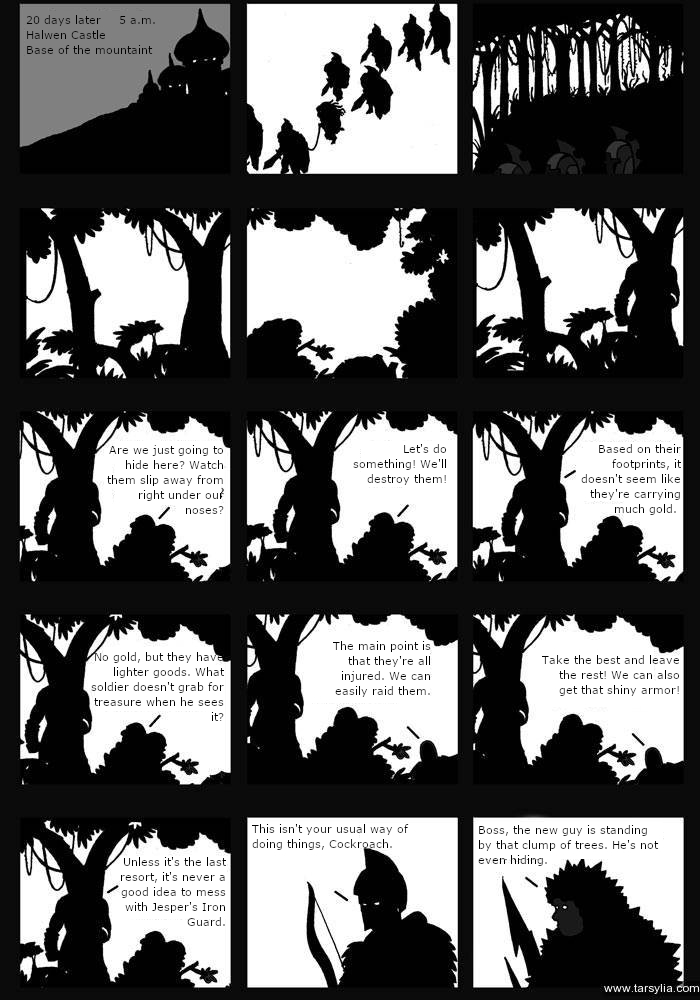 20 days later 5 a.m.
Halwen Castle
Base of the mountaint
Are we just going to
hide here? Watch
them slip away from
right under our
noses?
Let's do
something! We'll
destroy them!
Based on their
footprints, it
doesn't seem like
they're carrying
much gold.
No gold, but they have
lighter goods. What
soldier doesn't grab for
treasure when he sees
it?
The main point is
that they're all
injured. We can
easily raid them.
Take the best and leave
the rest! We can also
get that shiny armor!
Unless it's the last
resort, it's never a
good idea to mess
with Jesper's Iron
Guard.
This isn't your usual way of
doing things, Cockroach.
Boss, the new guy is standing
by that clump of trees. He's not
even hiding.
www.tarsylia.com